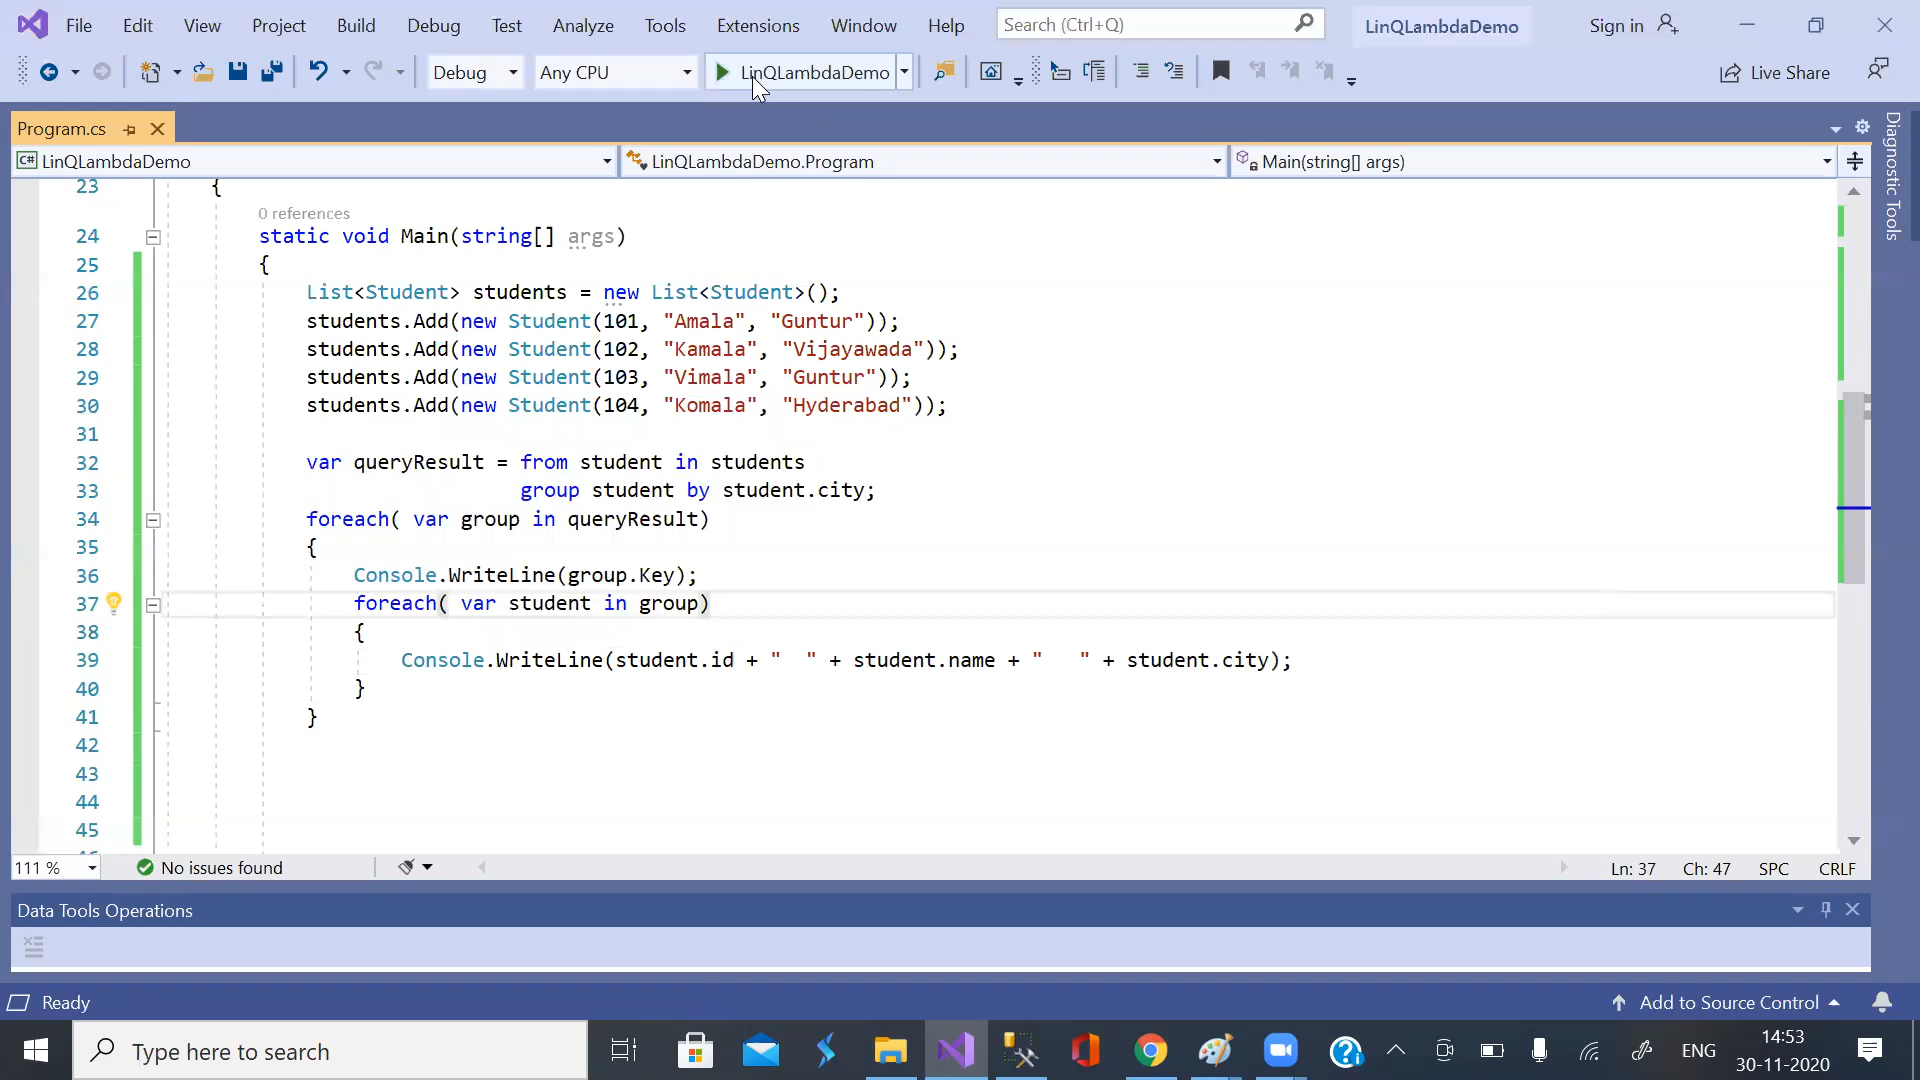 File Edit View Project Build Debug Test Analyze Tools Extensions Window Help Search (Ctrl+Q) LinQLambdaDemo Sign in
Debug Any CPU LinQLambdaDemo Live Share
Program.cs
C# LinQLambdaDemo LinQLambdaDemo.Program Main(string[] args)
Diagnostic Tools
23 {
0 references
24 static void Main(string[] args)
25 {
26 List<Student> students = new List<Student>();
27 students.Add(new Student(101, "Amala", "Guntur"));
28 students.Add(new Student(102, "Kamala", "Vijayawada"));
29 students.Add(new Student(103, "Vimala", "Guntur"));
30 students.Add(new Student(104, "Komala", "Hyderabad"));
31
32 var queryResult = from student in students
33 group student by student.city;
34 foreach( var group in queryResult)
35 {
36 Console.WriteLine(group.Key);
37 foreach( var student in group)
38 {
39 Console.WriteLine(student.id + "  " + student.name + "   " + student.city);
40 }
41 }
42
43
44
45
111 % No issues found Ln: 37 Ch: 47 SPC CRLF
Data Tools Operations
Ready Add to Source Control
Type here to search ENG 14:53
30-11-2020